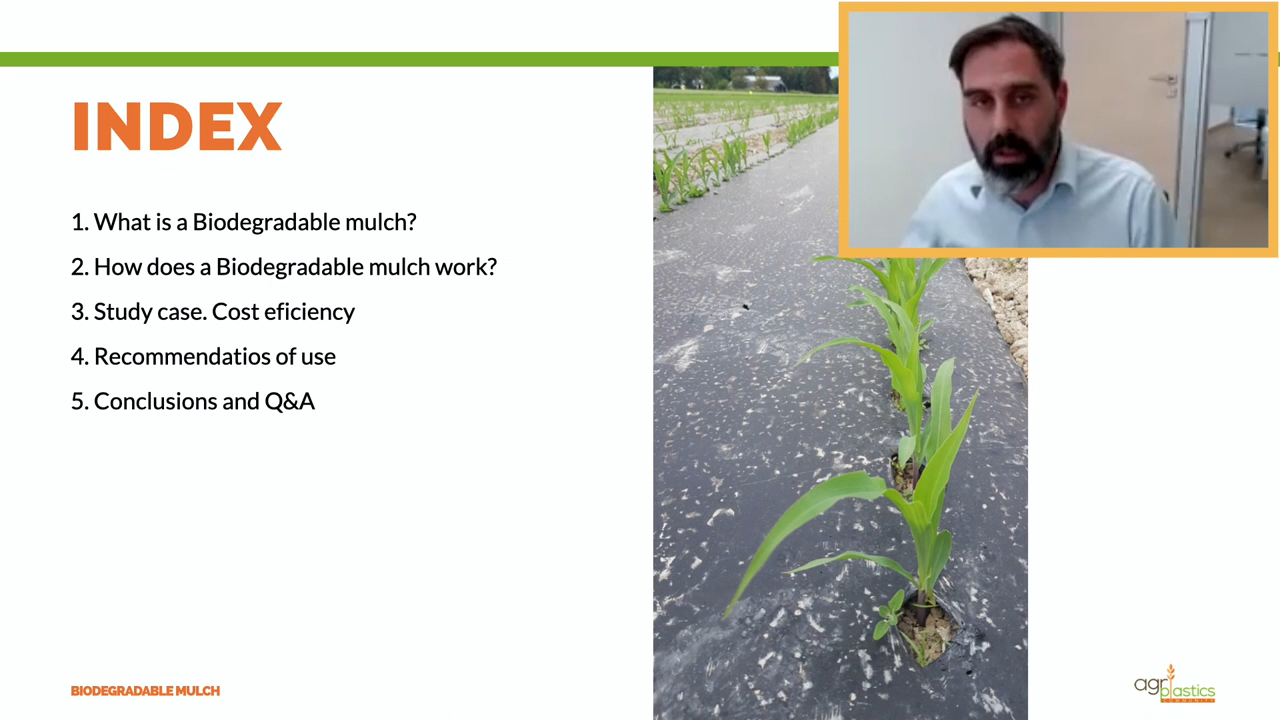 INDEX
1. What is a Biodegradable mulch?
2. How does a Biodegradable mulch work?
3. Study case. Cost eficiency
4. Recommendatios of use
5. Conclusions and Q&A
BIODEGRADABLE MULCH
agriplastics
COMMUNITY